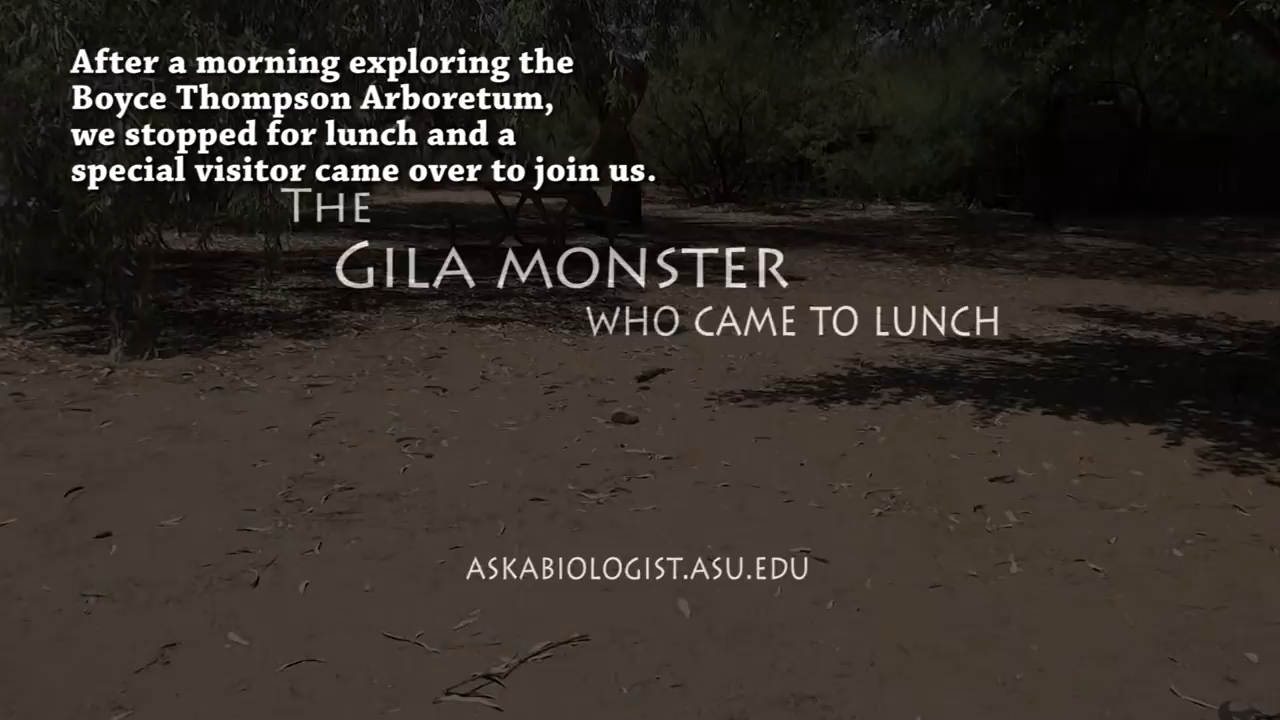 After a morning exploring the
Boyce Thompson Arboretum,
we stopped for lunch and a
special visitor came over to join us.
THE
GILA MONSTER
WHO CAME TO LUNCH
ASKABIOLOGIST.ASU.EDU